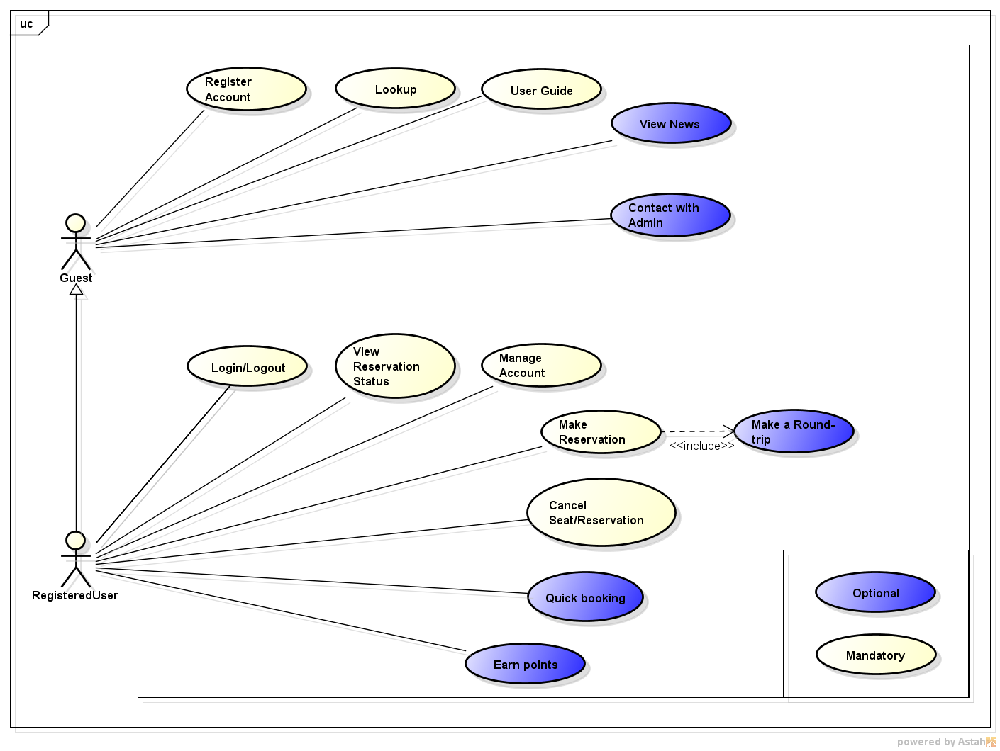 uc
Register
Account
Lookup
User Guide
View News
Contact with
Admin
Guest
Login/Logout
View
Reservation
Status
Manage
Account
Make
Reservation
<<include>>
Make a Round-
trip
Cancel
Seat/Reservation
RegisteredUser
Quick booking
Earn points
Optional
Mandatory
powered by Astah